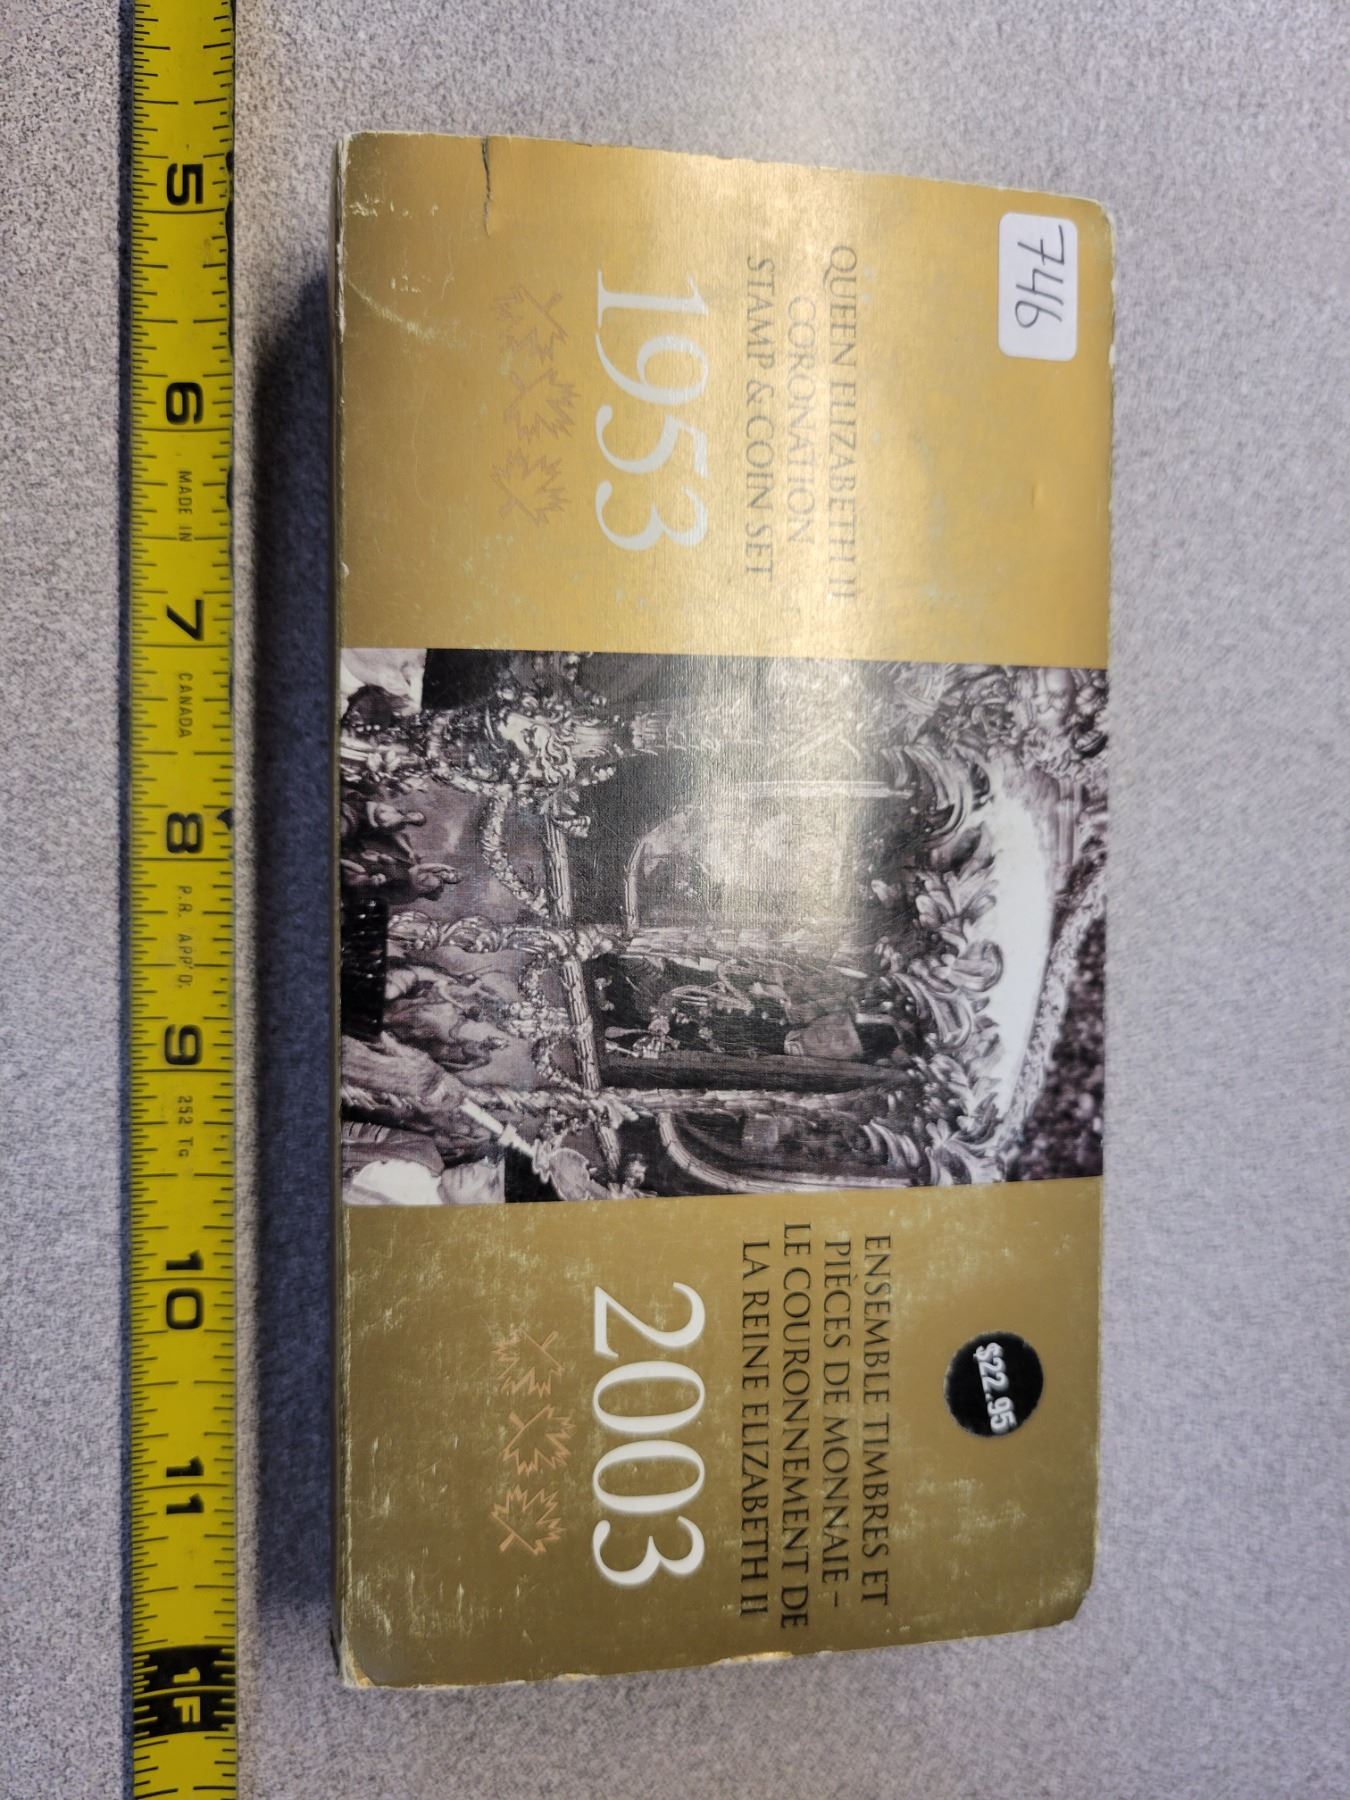 746
QUEEN ELIZABETH II
CORONATION
STAMP & COIN SET
1953
$22.95
ENSEMBLE TIMBRES ET
PIÈCES DE MONNAIE –
LE COURONNEMENT DE
LA REINE ELIZABETH II
2003
5
6
MADE IN
7
CANADA
8
P.R. APP'D.
9
252 TG
10
11
1F